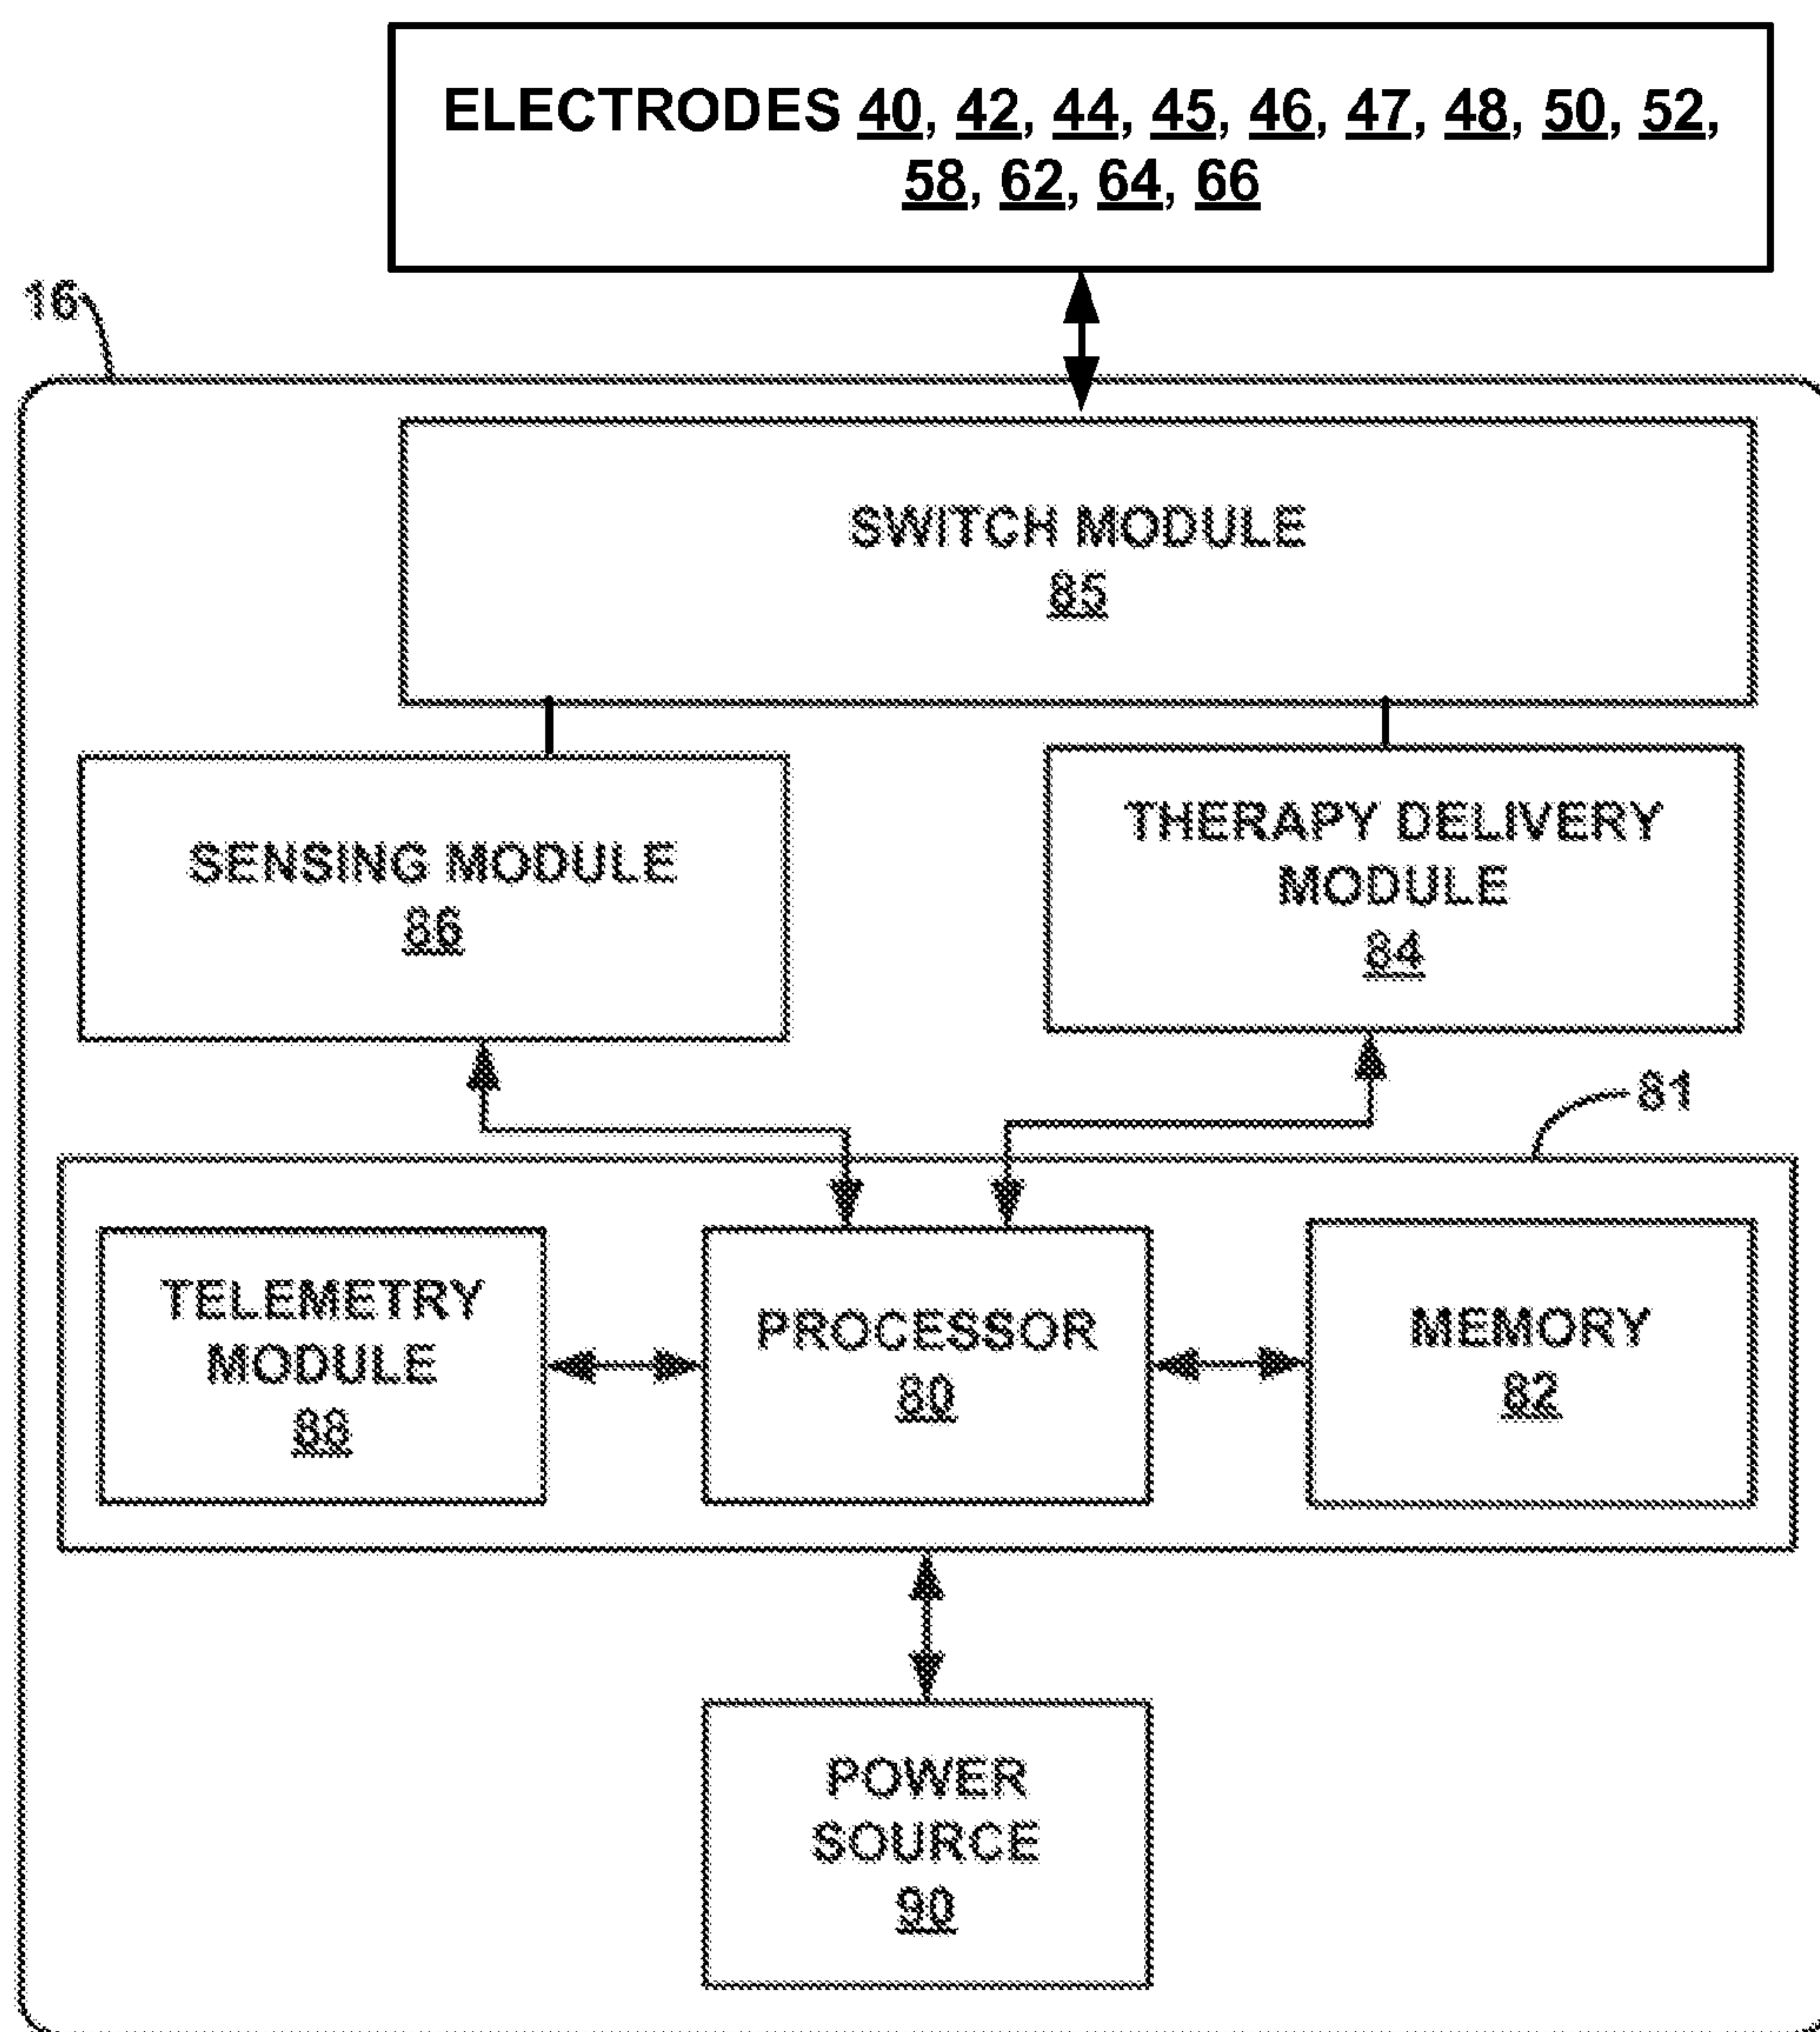 ELECTRODES 40, 42, 44, 45, 46, 47, 48, 50, 52,
58, 62, 64, 66
16
SWITCH MODULE
85
SENSING MODULE
86
THERAPY DELIVERY
MODULE
84
81
TELEMETRY
MODULE
88
PROCESSOR
80
MEMORY
82
POWER
SOURCE
90